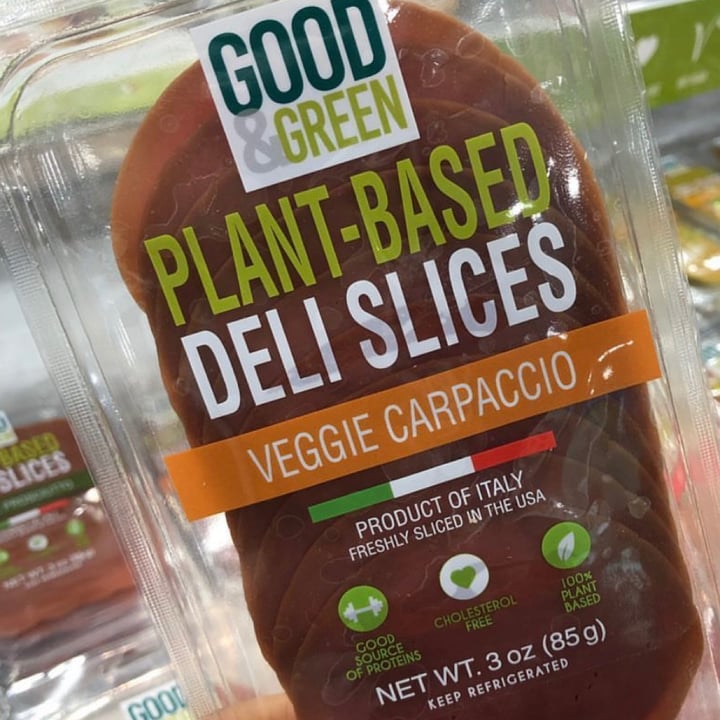 GOOD
& GREEN
PLANT-BASED
DELI SLICES
VEGGIE CARPACCIO
PRODUCT OF ITALY
FRESHLY SLICED IN THE USA
GOOD
SOURCE
OF PROTEINS
CHOLESTEROL
FREE
100%
PLANT
BASED
NET WT. 3 oz (85 g)
KEEP REFRIGERATED
BASED
SLICES
GOOD